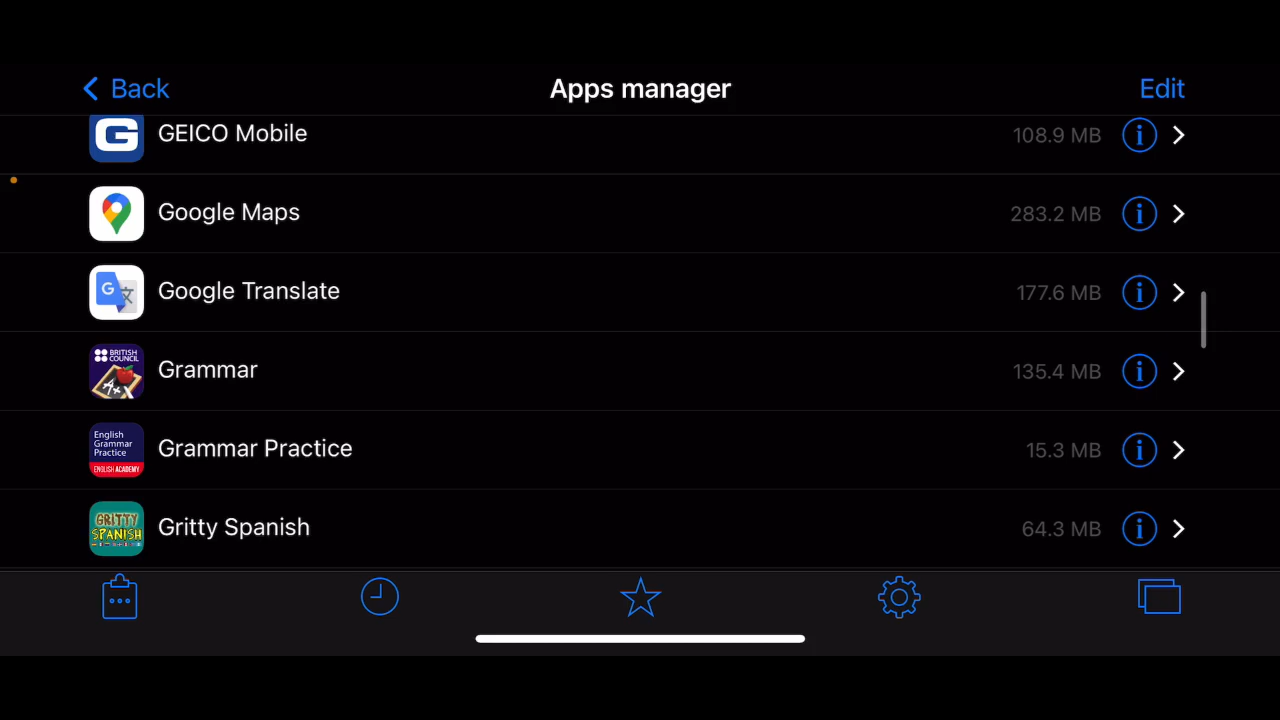 Back
Apps manager
Edit
G
GEICO Mobile
108.9 MB
Google Maps
283.2 MB
G
文
Google Translate
177.6 MB
BRITISH
COUNCIL
A+
Grammar
135.4 MB
English
Grammar
Practice
ENGLISH ACADEMY
Grammar Practice
15.3 MB
GRITTY
SPANISH
Gritty Spanish
64.3 MB